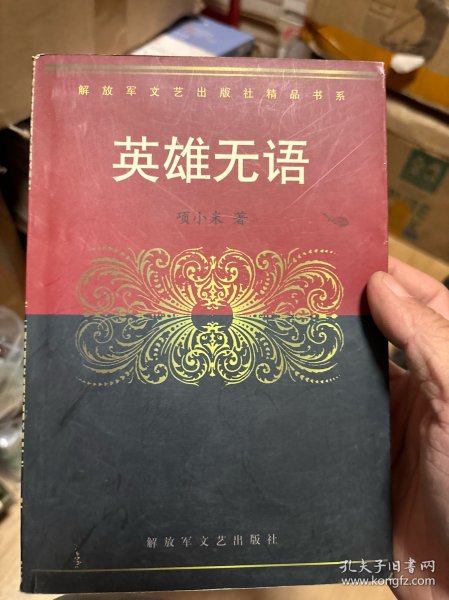 解放军文艺出版社精品书系
英雄无语
项小米 著
解放军文艺出版社
孔夫子旧书网
www.kongfz.com